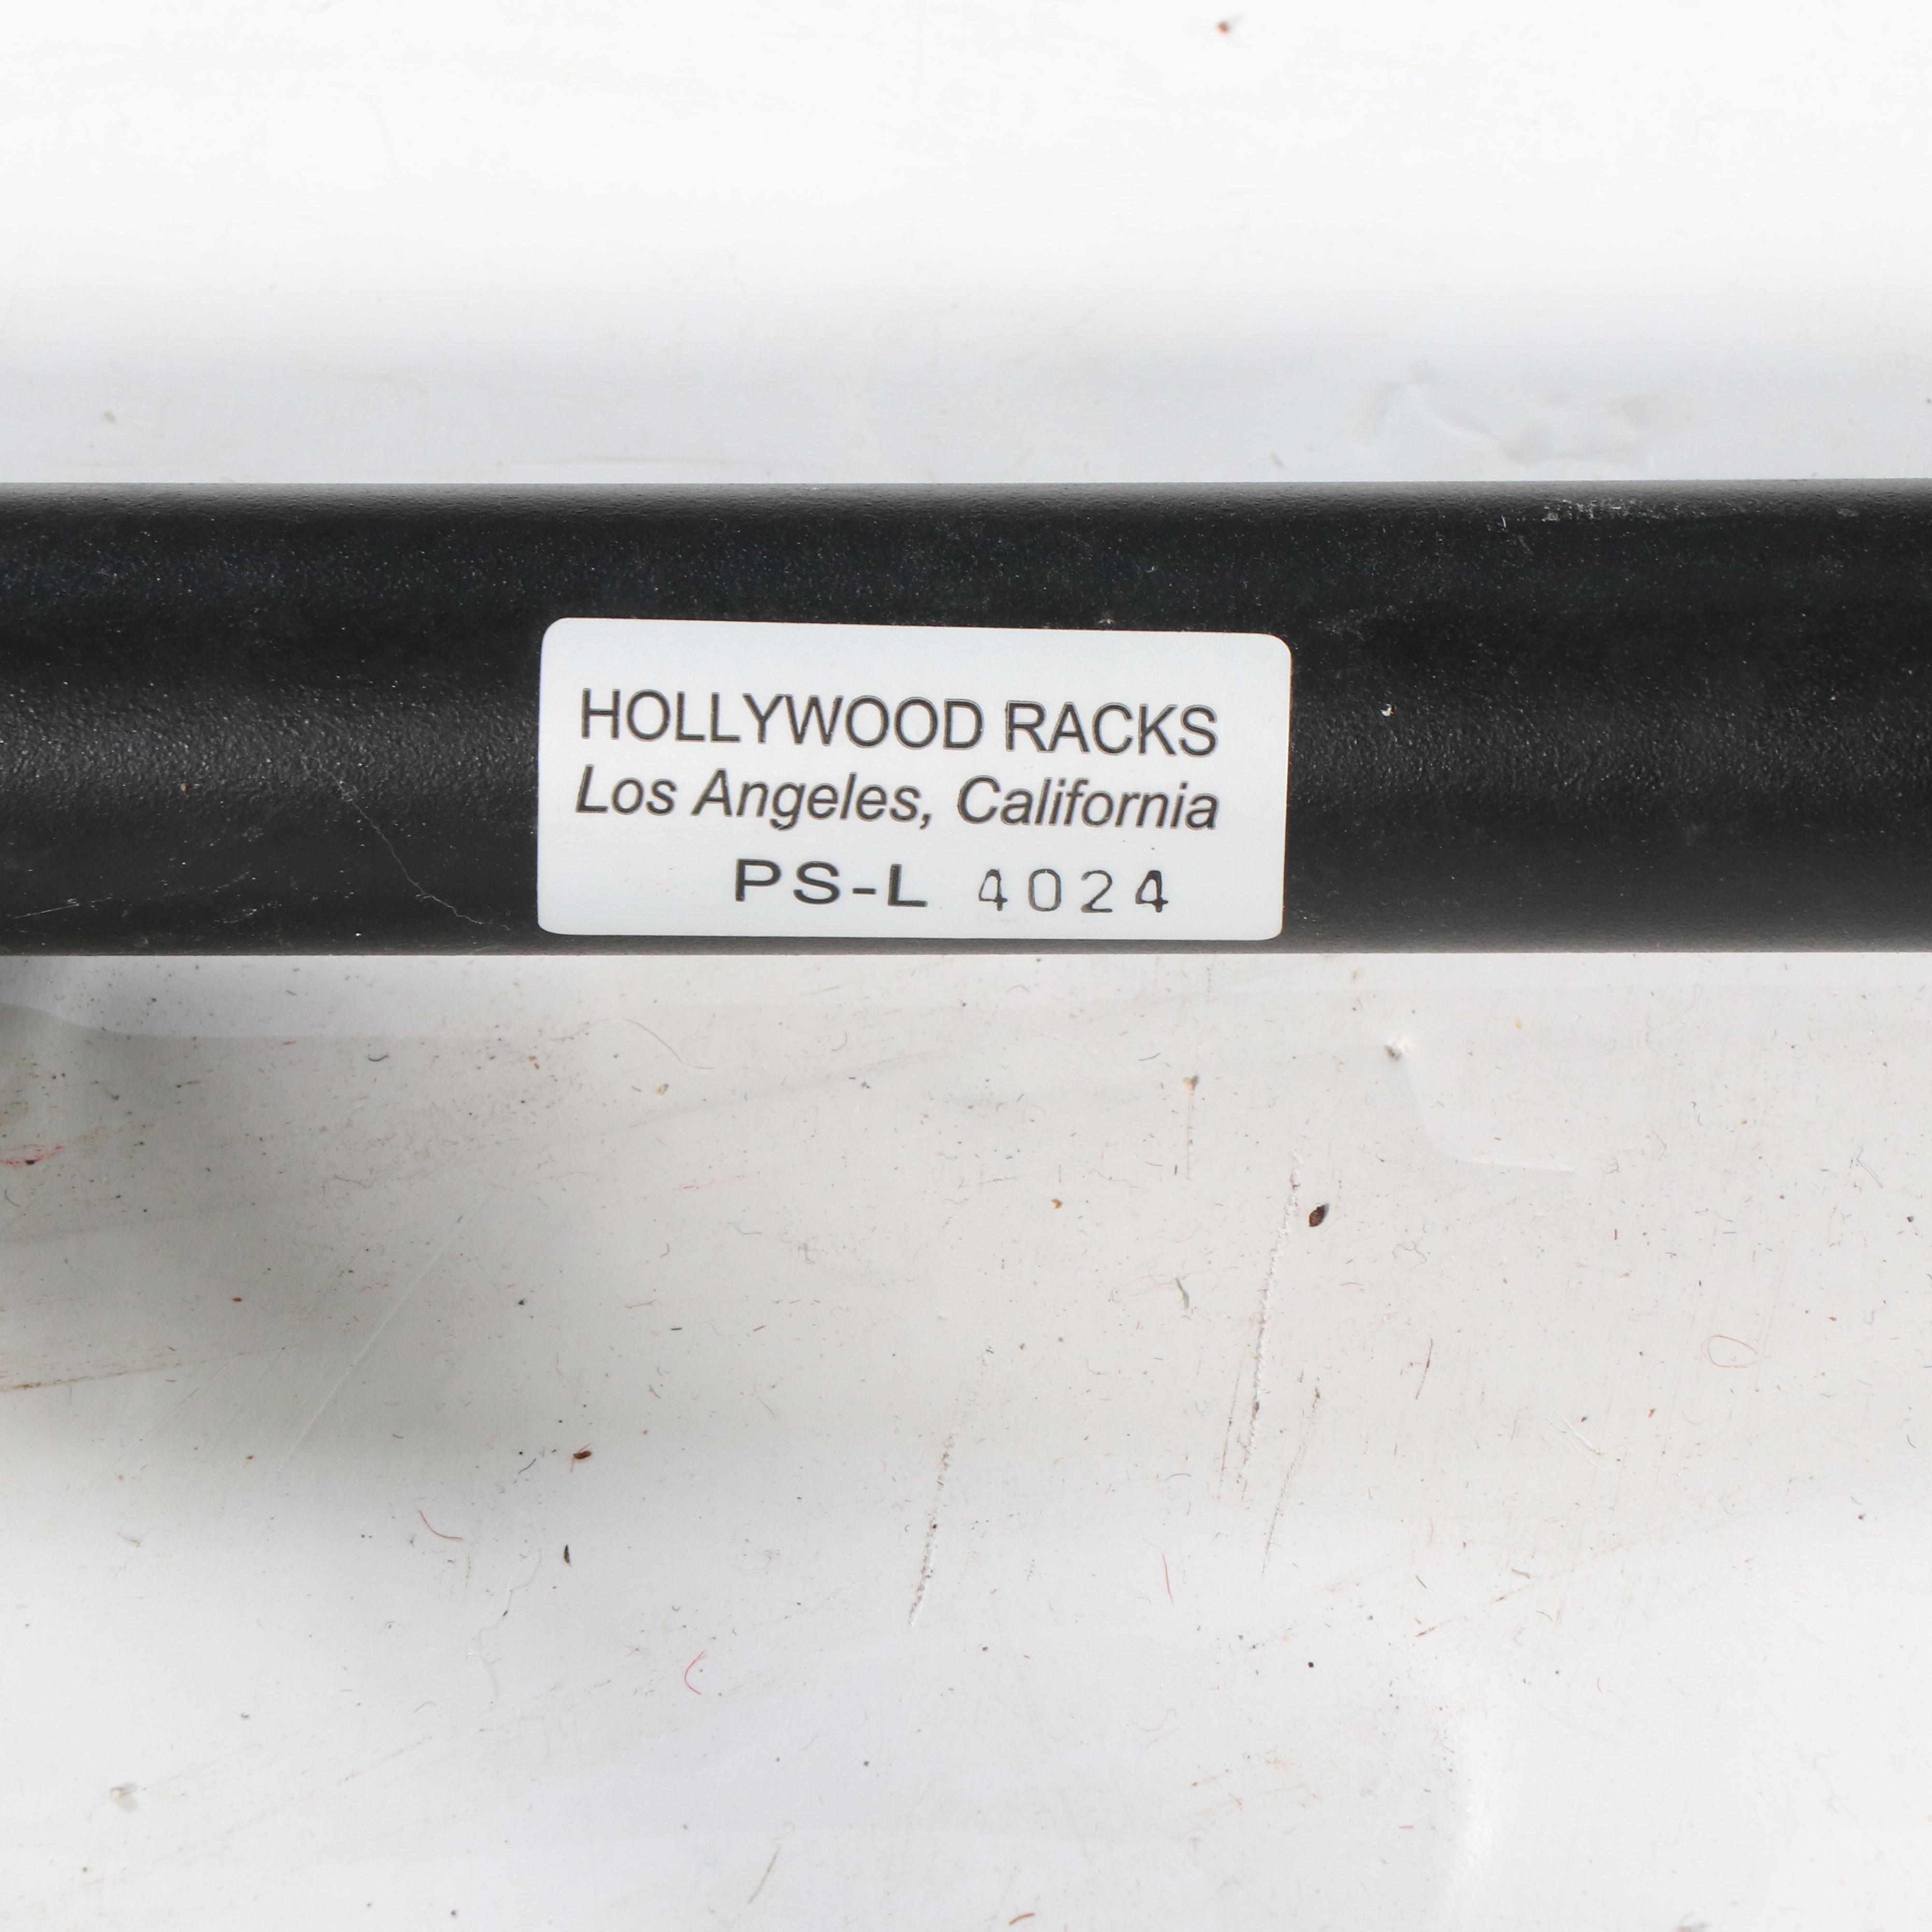 HOLLYWOOD RACKS
Los Angeles, California
PS-L 4024